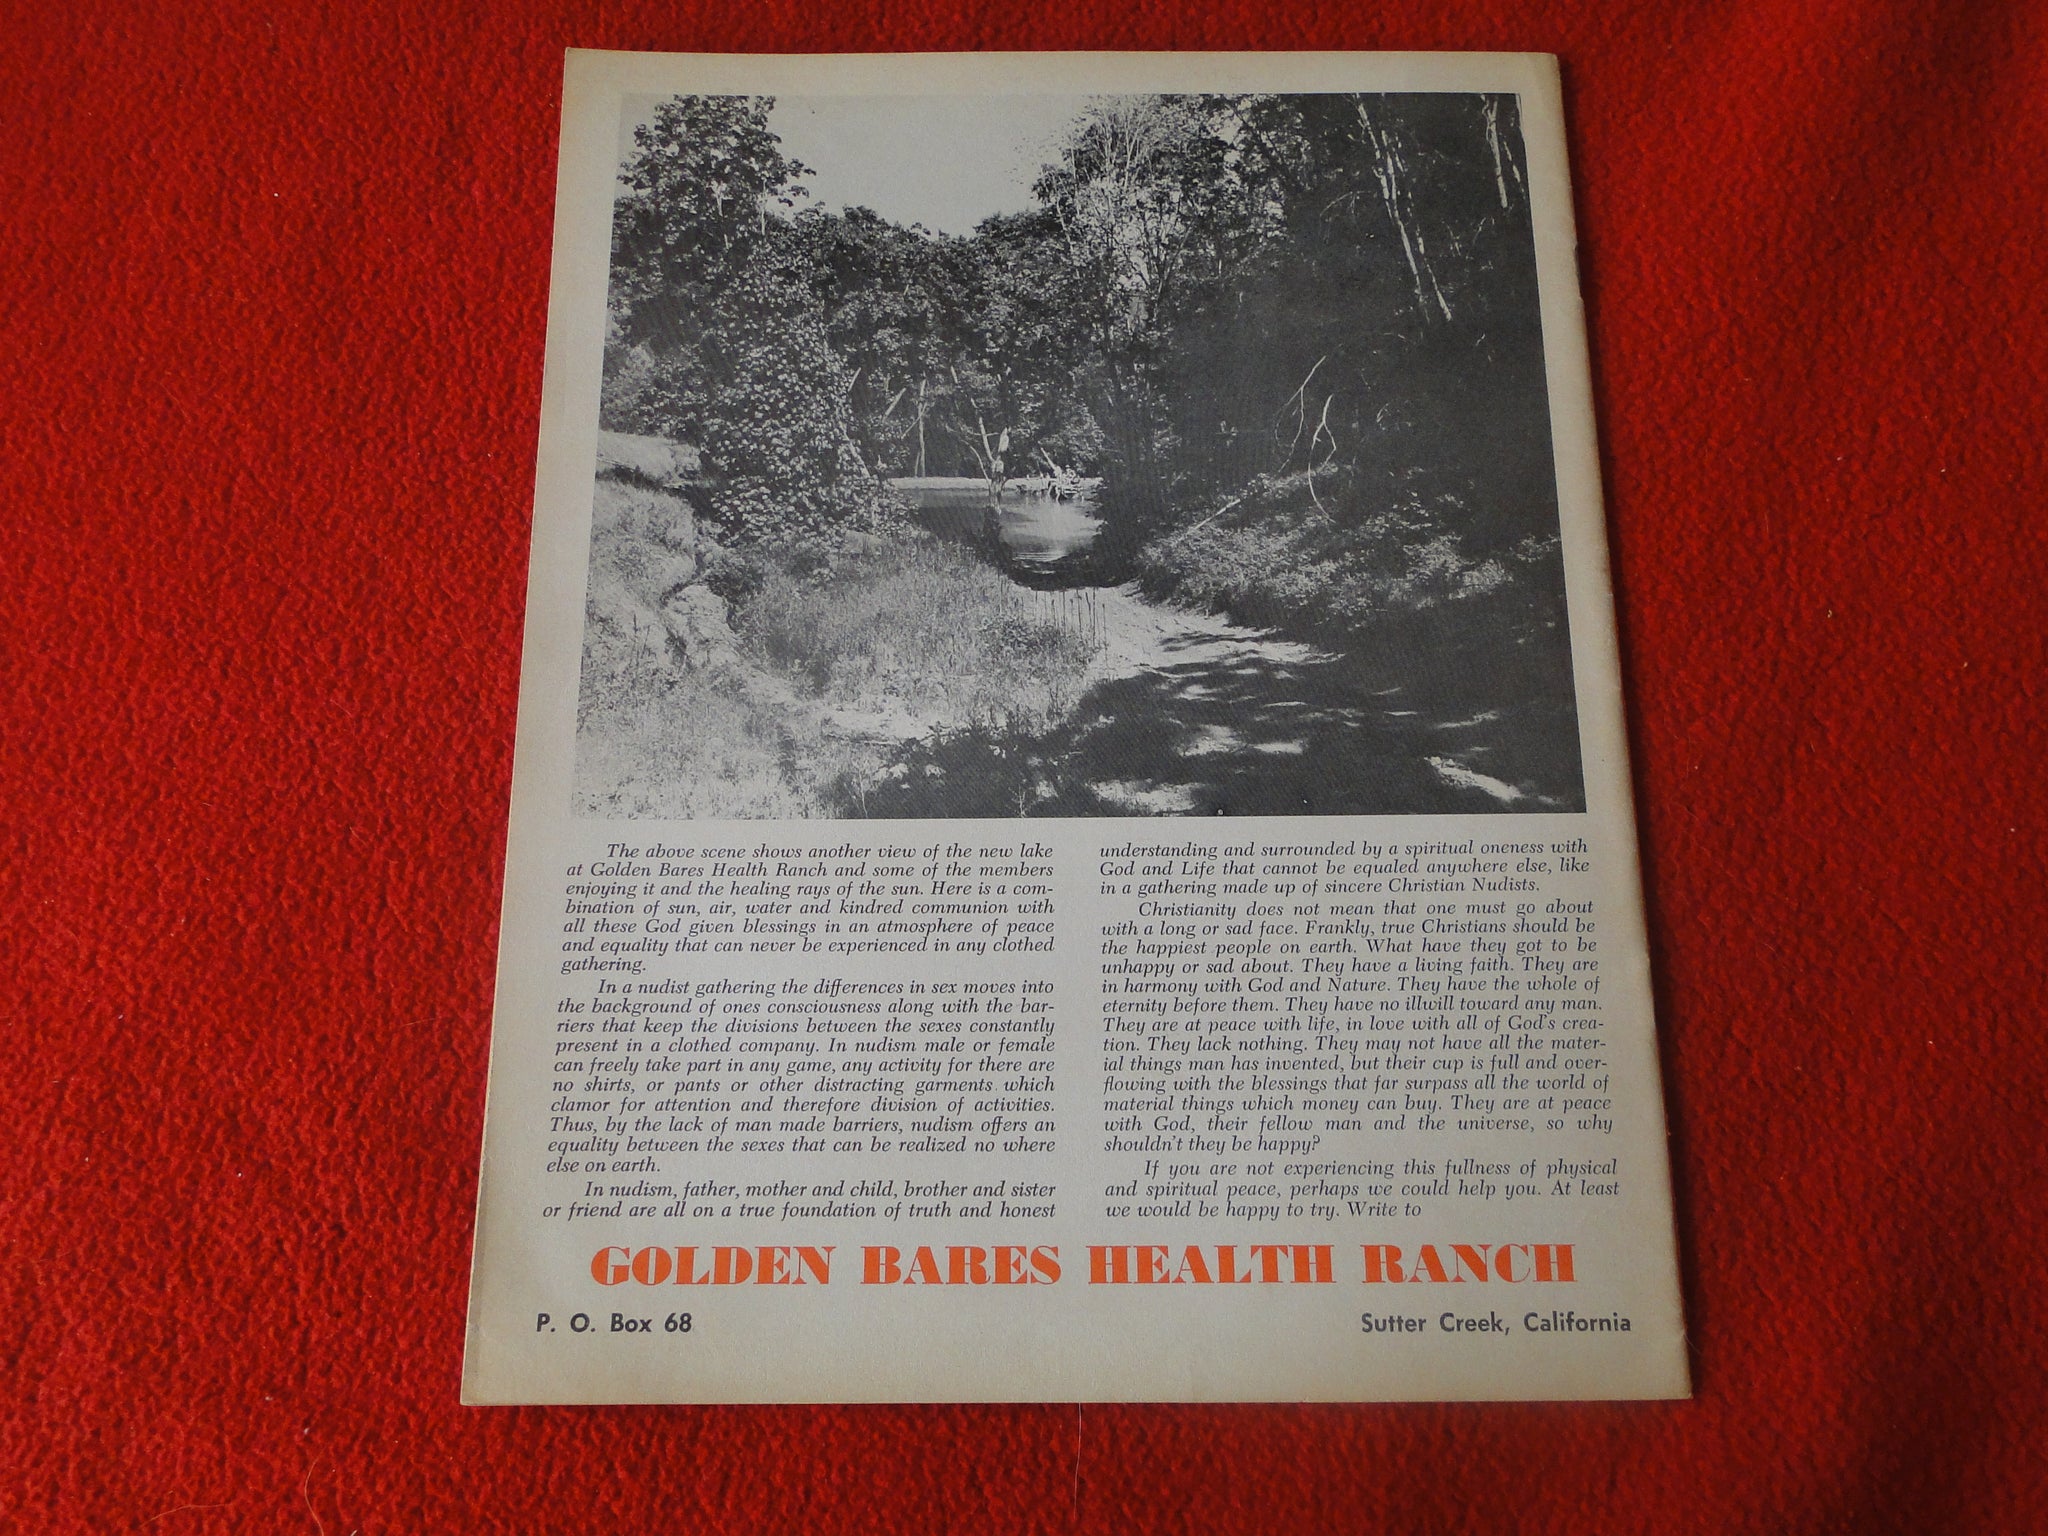 The above scene shows another view of the new lake
at Golden Bares Health Ranch and some of the members
enjoying it and the healing rays of the sun. Here is a com-
bination of sun, air, water and kindred communion with
all these God given blessings in an atmosphere of peace
and equality that can never be experienced in any clothed
gathering.
In a nudist gathering the differences in sex moves into
the background of ones consciousness along with the bar-
riers that keep the divisions between the sexes constantly
present in a clothed company. In nudism male or female
can freely take part in any game, any activity for there are
no shirts, or pants or other distracting garments which
clamor for attention and therefore division of activities.
Thus, by the lack of man made barriers, nudism offers an
equality between the sexes that can be realized no where
else on earth.
In nudism, father, mother and child, brother and sister
or friend are all on a true foundation of truth and honest
understanding and surrounded by a spiritual oneness with
God and Life that cannot be equaled anywhere else, like
in a gathering made up of sincere Christian Nudists.
Christianity does not mean that one must go about
with a long or sad face. Frankly, true Christians should be
the happiest people on earth. What have they got to be
unhappy or sad about. They have a living faith. They are
in harmony with God and Nature. They have the whole of
eternity before them. They have no illwill toward any man.
They are at peace with life, in love with all of God's crea-
tion. They lack nothing. They may not have all the mater-
ial things man has invented, but their cup is full and over-
flowing with the blessings that far surpass all the world of
material things which money can buy. They are at peace
with God, their fellow man and the universe, so why
shouldn't they be happy?
If you are not experiencing this fullness of physical
and spiritual peace, perhaps we could help you. At least
we would be happy to try. Write to
GOLDEN BARES HEALTH RANCH
P. O. Box 68
Sutter Creek, California